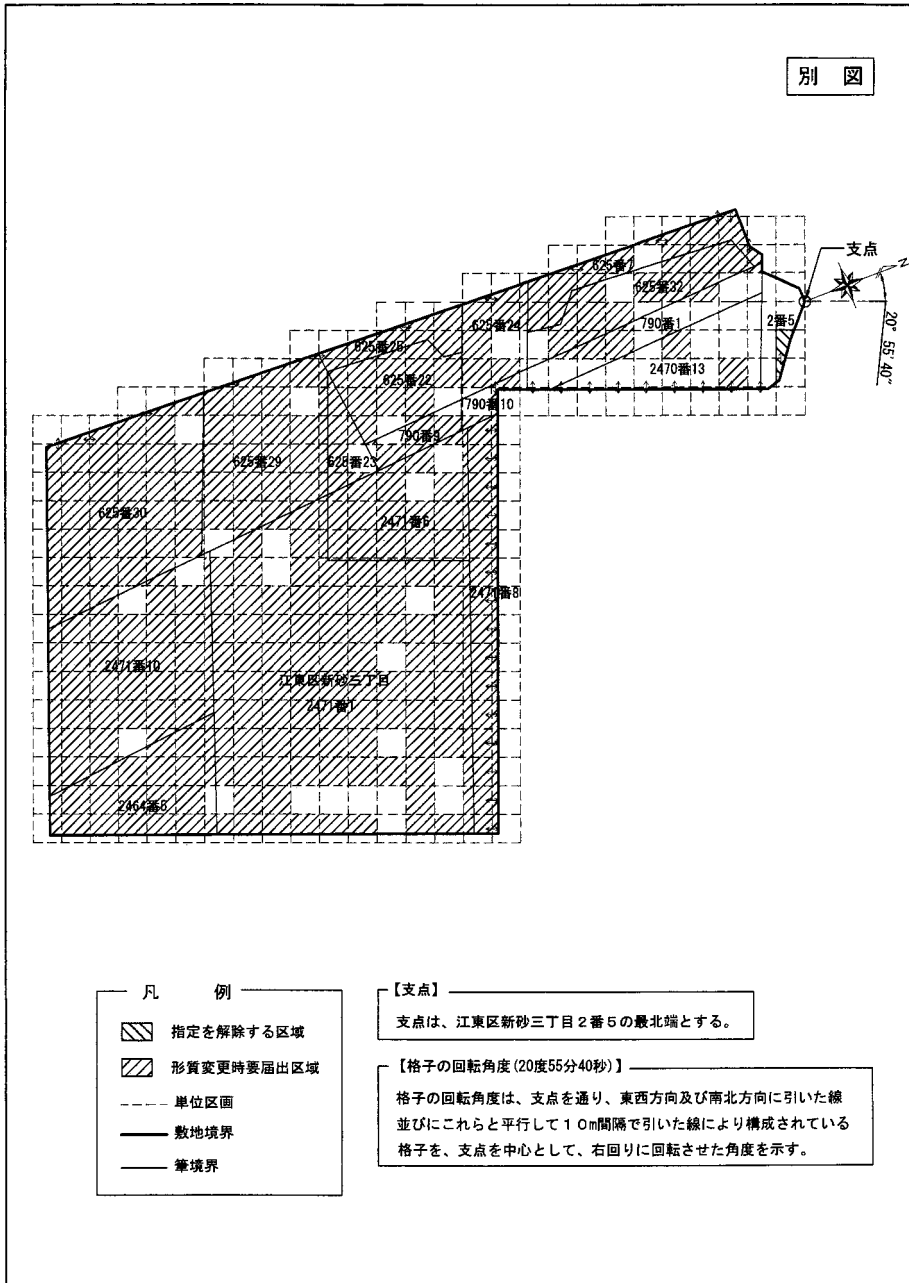 別 図
支点
N
20° 55′ 40″
625番7
625番32
2番5
625番24
790番1
2470番13
625番22
790番10
790番9
625番29
625番23
625番30
2471番6
2471番8
2471番10
江東区新砂三丁目
2471番1
凡 例
指定を解除する区域
形質変更時要届出区域
単位区画
敷地境界
筆境界
【支点】
支点は、江東区新砂三丁目2番5の最北端とする。
【格子の回転角度(20度55分40秒)】
格子の回転角度は、支点を通り、東西方向及び南北方向に引いた線
並びにこれらと平行して10m間隔で引いた線により構成されている
格子を、支点を中心として、右回りに回転させた角度を示す。